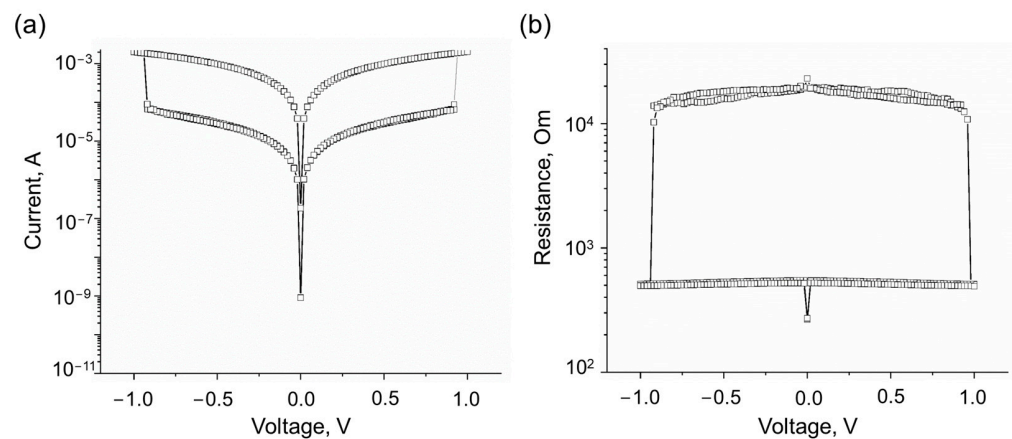 (a)
10⁻³
10⁻⁵
10⁻⁷
10⁻⁹
10⁻¹¹
Current, A
−1.0 −0.5 0.0 0.5 1.0
Voltage, V
(b)
10⁴
10³
10²
Resistance, Om
−1.0 −0.5 0.0 0.5 1.0
Voltage, V